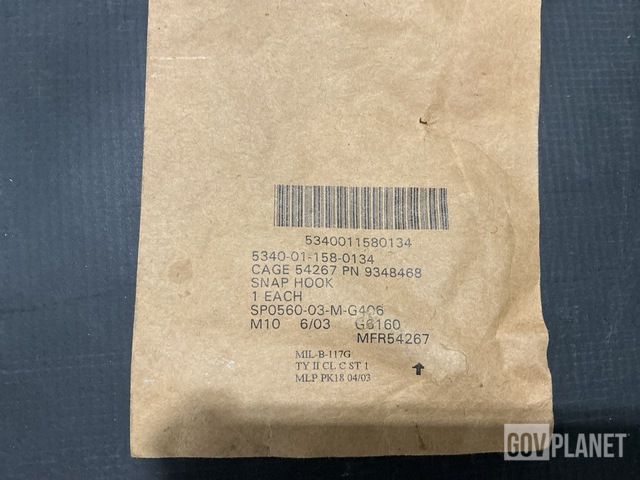 5340011580134
5340-01-158-0134
CAGE 54267 PN 9348468
SNAP HOOK
1 EACH
SP0560-03-M-G406
M10 6/03 G6160
MFR54267
MIL-B-117G
TY II CL C ST 1
MLP PK18 04/03
GOVPLANET